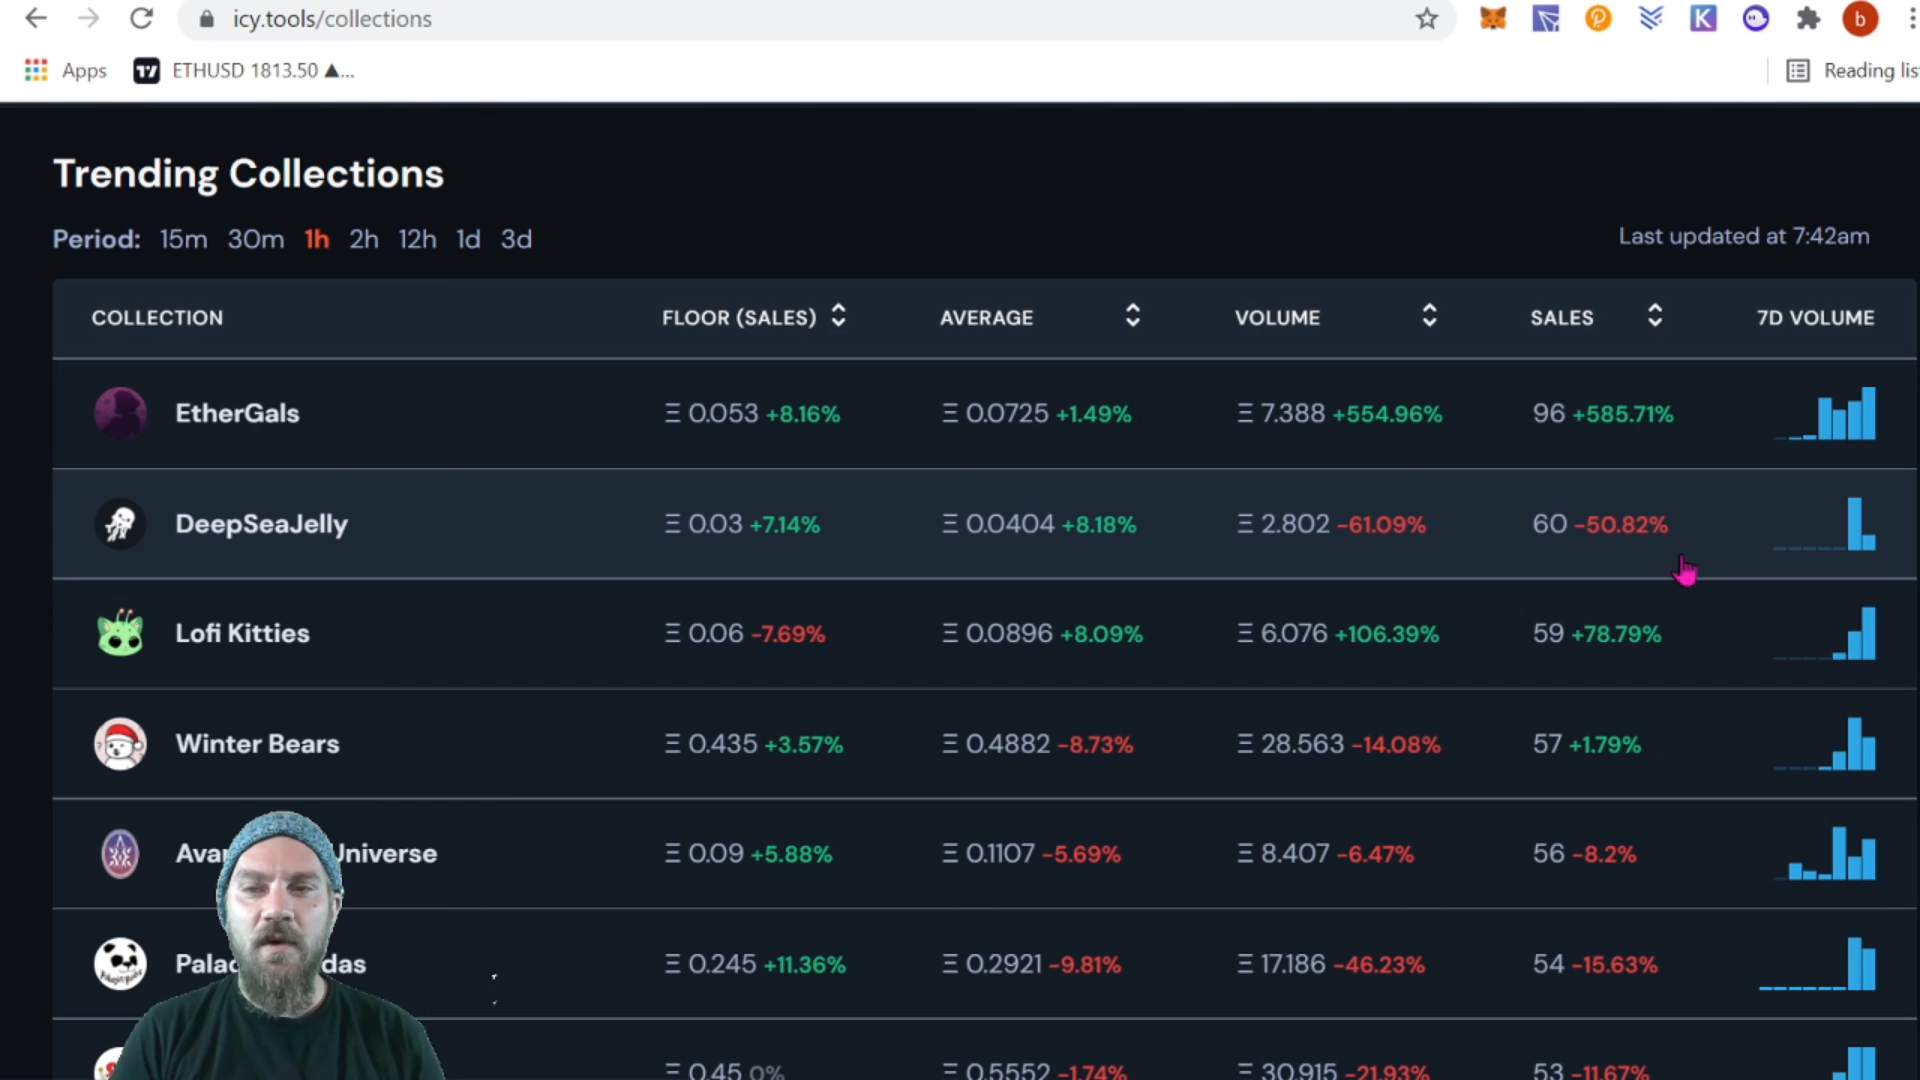 icy.tools/collections
Apps ETHUSD 1813.50 ▲... Reading lis
Trending Collections
Period: 15m 30m 1h 2h 12h 1d 3d
Last updated at 7:42am
COLLECTION FLOOR (SALES) AVERAGE VOLUME SALES 7D VOLUME
EtherGals Ξ 0.053 +8.16% Ξ 0.0725 +1.49% Ξ 7.388 +554.96% 96 +585.71%
DeepSeaJelly Ξ 0.03 +7.14% Ξ 0.0404 +8.18% Ξ 2.802 -61.09% 60 -50.82%
Lofi Kitties Ξ 0.06 -7.69% Ξ 0.0896 +8.09% Ξ 6.076 +106.39% 59 +78.79%
Winter Bears Ξ 0.435 +3.57% Ξ 0.4882 -8.73% Ξ 28.563 -14.08% 57 +1.79%
Universe Ξ 0.09 +5.88% Ξ 0.1107 -5.69% Ξ 8.407 -6.47% 56 -8.2%
Ξ 0.245 +11.36% Ξ 0.2921 -9.81% Ξ 17.186 -46.23% 54 -15.63%
Ξ 0.45 0% Ξ 0.5552 -1.74% Ξ 30.915 -21.93% 53 -11.67%